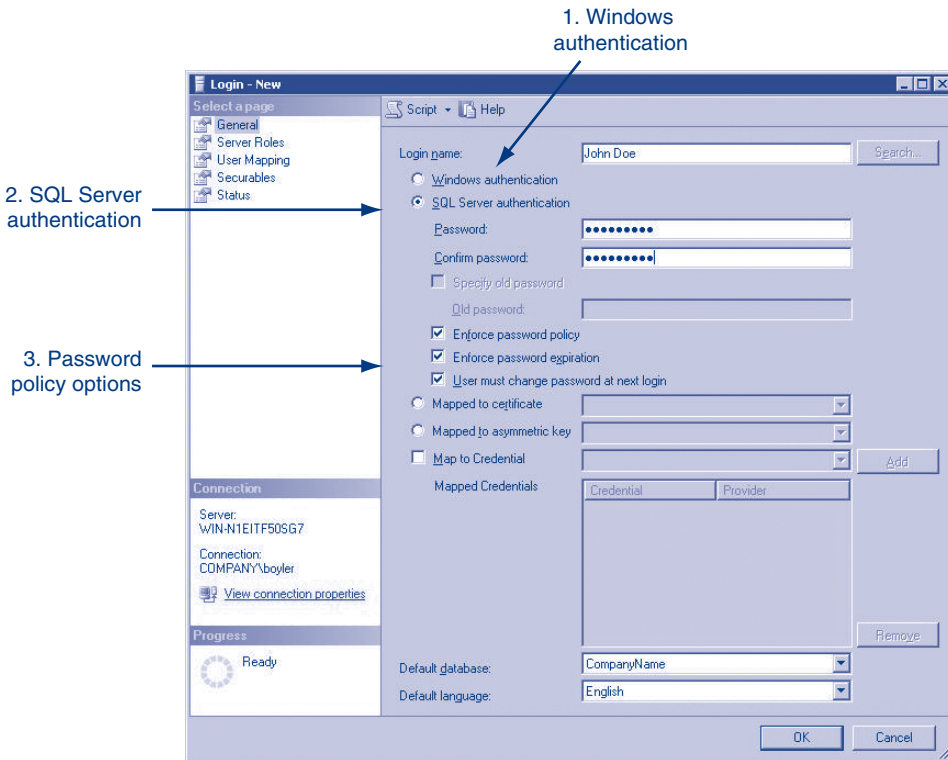 1. Windows
authentication
Login - New
Select a page
Script Help
General
Server Roles
User Mapping
Securables
Status
2. SQL Server
authentication
3. Password
policy options
Login name: John Doe Search...
Windows authentication
SQL Server authentication
Password:
Confirm password:
Specify old password
Old password:
Enforce password policy
Enforce password expiration
User must change password at next login
Mapped to certificate
Mapped to asymmetric key
Map to Credential Add
Mapped Credentials Credential Provider
Remove
Connection
Server:
WIN-N1EITF50SG7
Connection:
COMPANY\boyler
View connection properties
Progress
Ready
Default database: CompanyName
Default language: English
OK Cancel